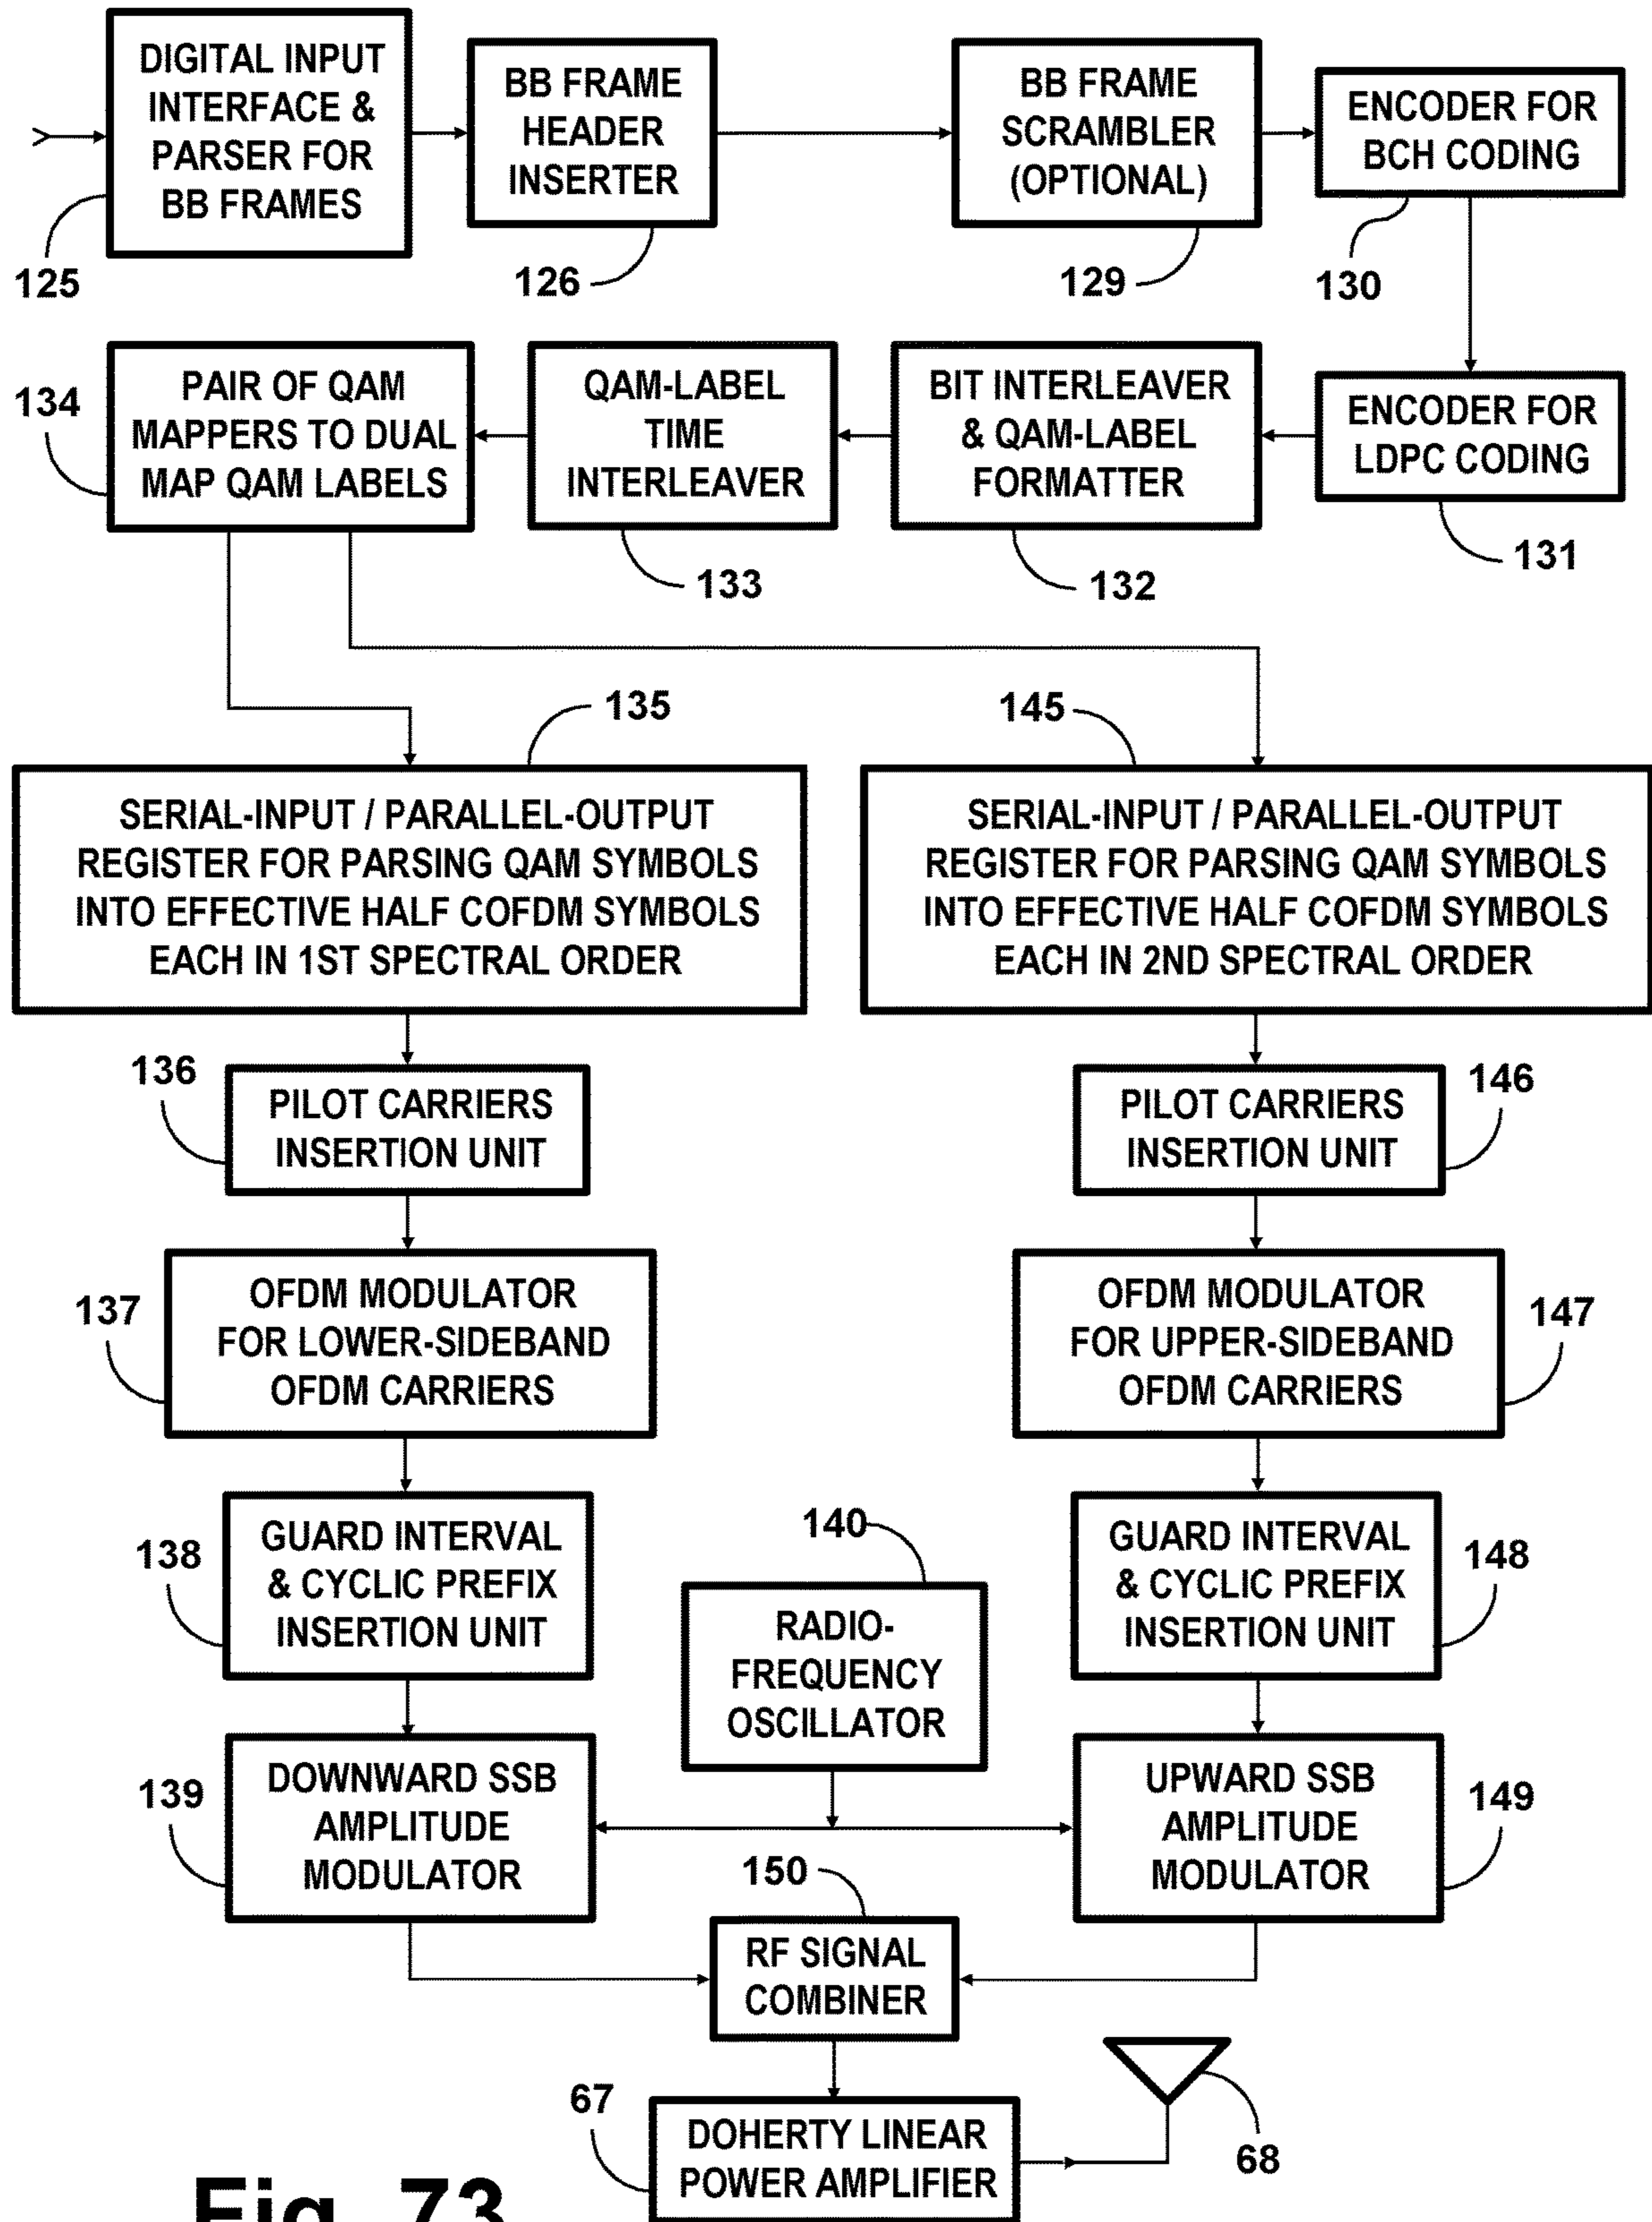 DIGITAL INPUT
INTERFACE &
PARSER FOR
BB FRAMES
125
BB FRAME
HEADER
INSERTER
126
BB FRAME
SCRAMBLER
(OPTIONAL)
129
ENCODER FOR
BCH CODING
130
ENCODER FOR
LDPC CODING
131
BIT INTERLEAVER
& QAM-LABEL
FORMATTER
132
QAM-LABEL
TIME
INTERLEAVER
133
PAIR OF QAM
MAPPERS TO DUAL
MAP QAM LABELS
134
135
SERIAL-INPUT / PARALLEL-OUTPUT
REGISTER FOR PARSING QAM SYMBOLS
INTO EFFECTIVE HALF COFDM SYMBOLS
EACH IN 1ST SPECTRAL ORDER
145
SERIAL-INPUT / PARALLEL-OUTPUT
REGISTER FOR PARSING QAM SYMBOLS
INTO EFFECTIVE HALF COFDM SYMBOLS
EACH IN 2ND SPECTRAL ORDER
136
PILOT CARRIERS
INSERTION UNIT
146
PILOT CARRIERS
INSERTION UNIT
137
OFDM MODULATOR
FOR LOWER-SIDEBAND
OFDM CARRIERS
147
OFDM MODULATOR
FOR UPPER-SIDEBAND
OFDM CARRIERS
138
GUARD INTERVAL
& CYCLIC PREFIX
INSERTION UNIT
140
RADIO-
FREQUENCY
OSCILLATOR
148
GUARD INTERVAL
& CYCLIC PREFIX
INSERTION UNIT
139
DOWNWARD SSB
AMPLITUDE
MODULATOR
149
UPWARD SSB
AMPLITUDE
MODULATOR
150
RF SIGNAL
COMBINER
67
DOHERTY LINEAR
POWER AMPLIFIER
68
Fig. 73